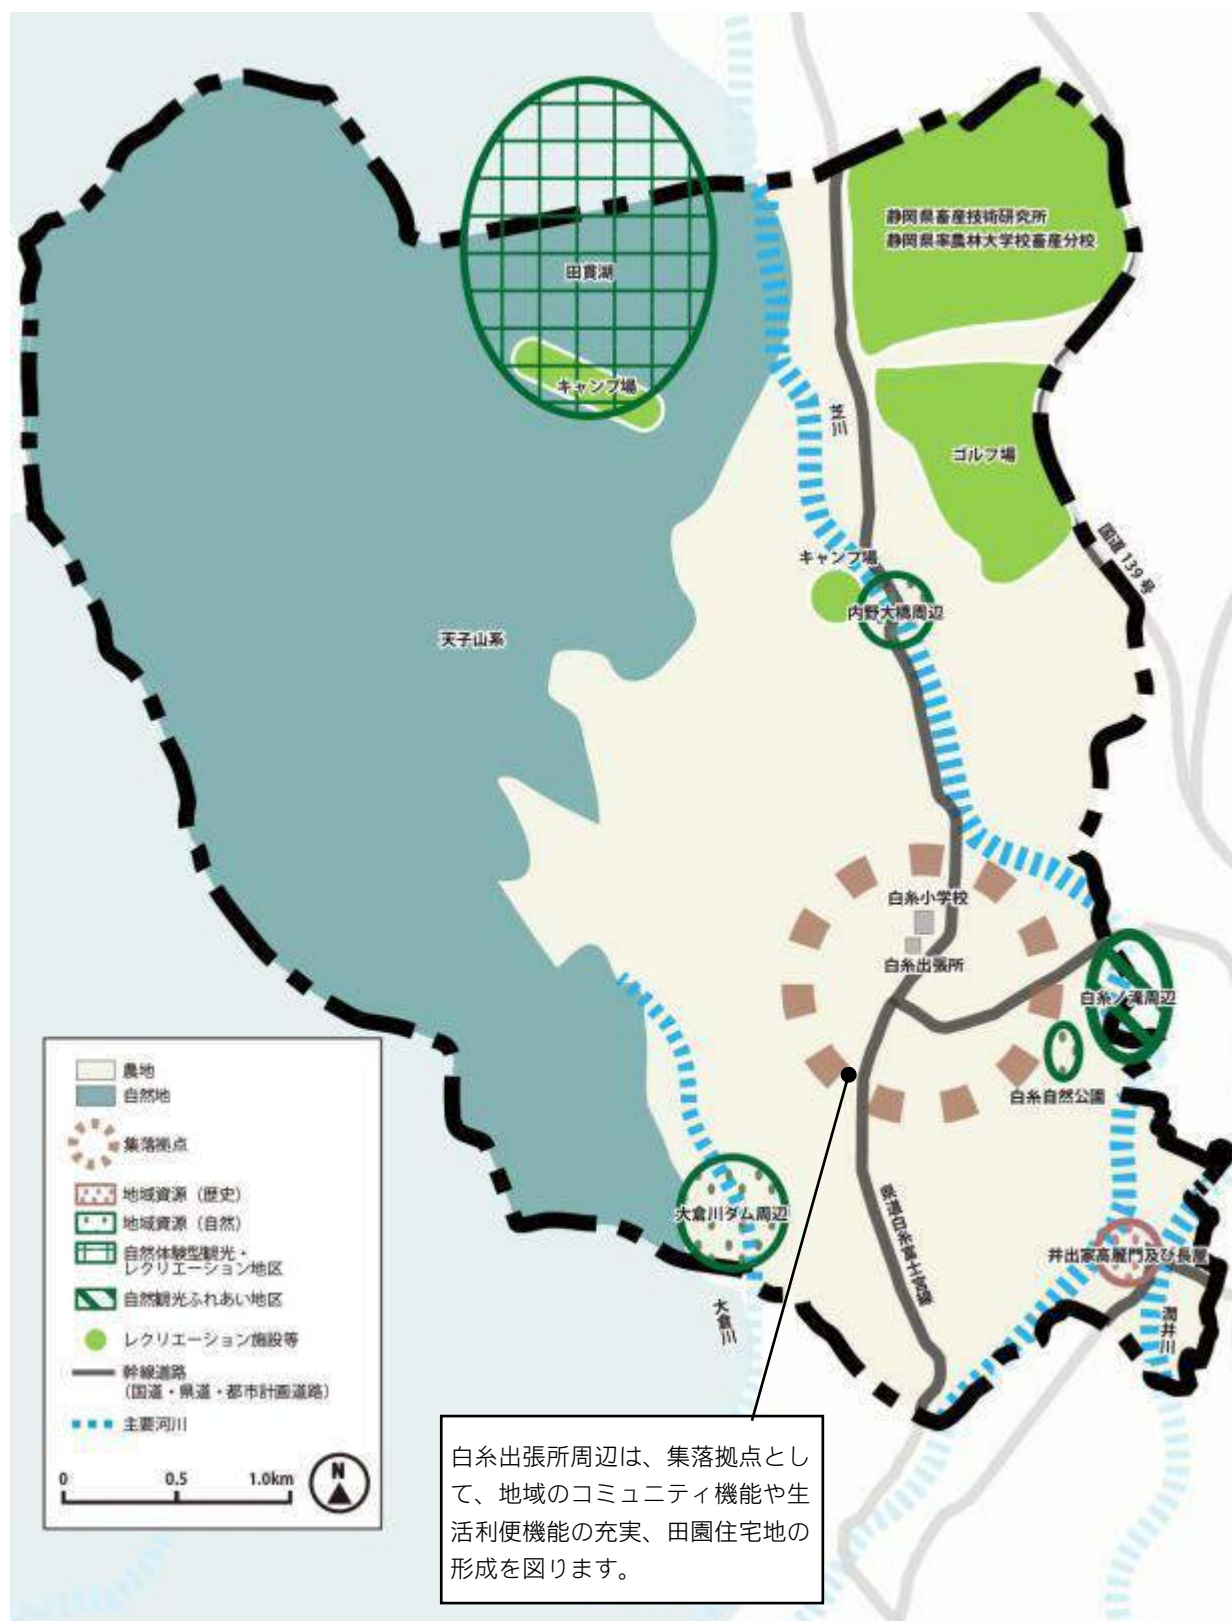 静岡県畜産技術研究所
静岡県率農林大学校畜産分校
田貫湖
キャンプ場
芝川
ゴルフ場
国道139号
キャンプ場
内野大橋周辺
天子山系
白糸小学校
白糸出張所
白糸ノ滝周辺
白糸自然公園
大倉川ダム周辺
県道白糸富士宮線
井出家高麗門及び長屋
大倉川
潤井川
農地
自然地
集落拠点
地域資源(歴史)
地域資源(自然)
自然体験型観光・
レクリエーション地区
自然観光ふれあい地区
レクリエーション施設等
幹線道路
(国道・県道・都市計画道路)
主要河川
0 0.5 1.0km
N
白糸出張所周辺は、集落拠点とし
て、地域のコミュニティ機能や生
活利便機能の充実、田園住宅地の
形成を図ります。